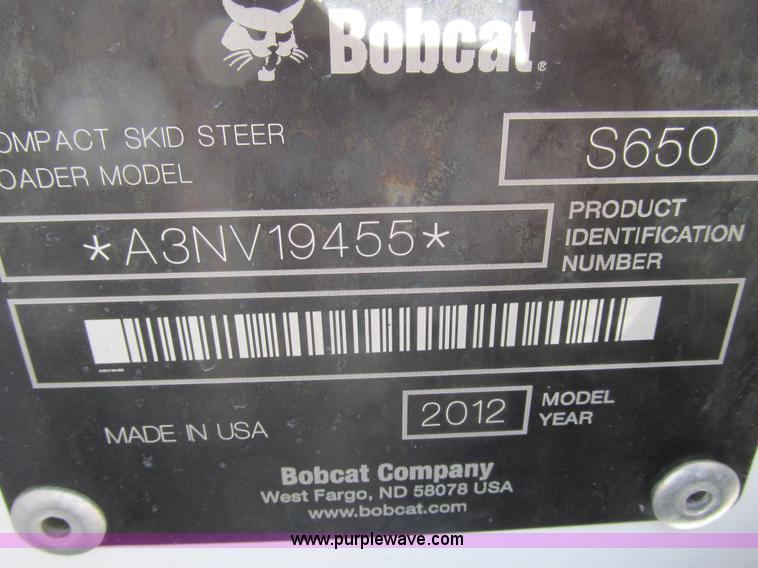 Bobcat®
OMPACT SKID STEER
OADER MODEL
S650
*A3NV19455*
PRODUCT
IDENTIFICATION
NUMBER
MADE IN USA
2012
MODEL
YEAR
Bobcat Company
West Fargo, ND 58078 USA
www.bobcat.com
www.purplewave.com